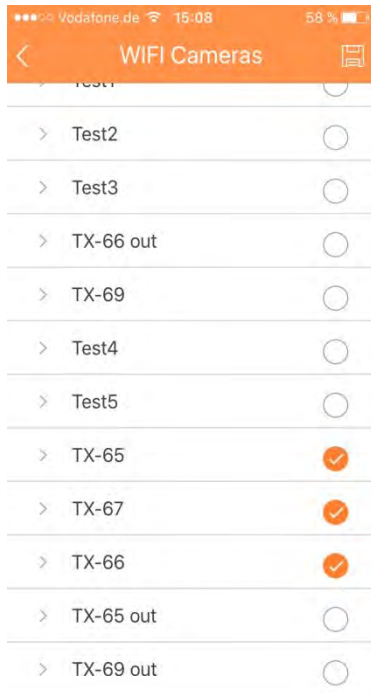 Vodafone.de 15:08 58 %
WIFI Cameras
Test1
Test2
Test3
TX-66 out
TX-69
Test4
Test5
TX-65
TX-67
TX-66
TX-65 out
TX-69 out